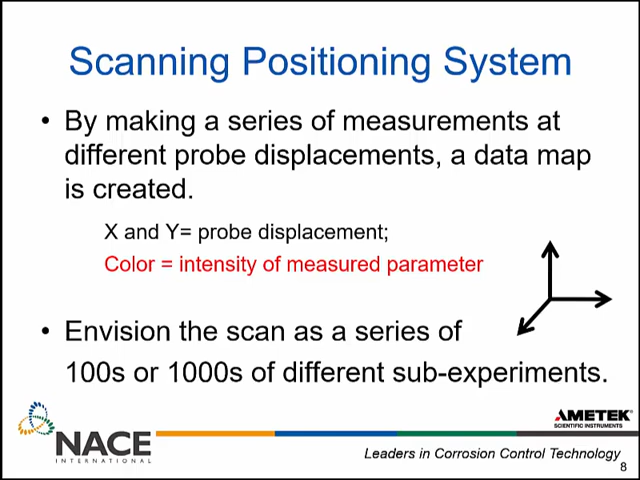 Scanning Positioning System
• By making a series of measurements at
different probe displacements, a data map
is created.
X and Y= probe displacement;
Color = intensity of measured parameter
• Envision the scan as a series of
100s or 1000s of different sub-experiments.
NACE
INTERNATIONAL
AMETEK®
SCIENTIFIC INSTRUMENTS
Leaders in Corrosion Control Technology
8